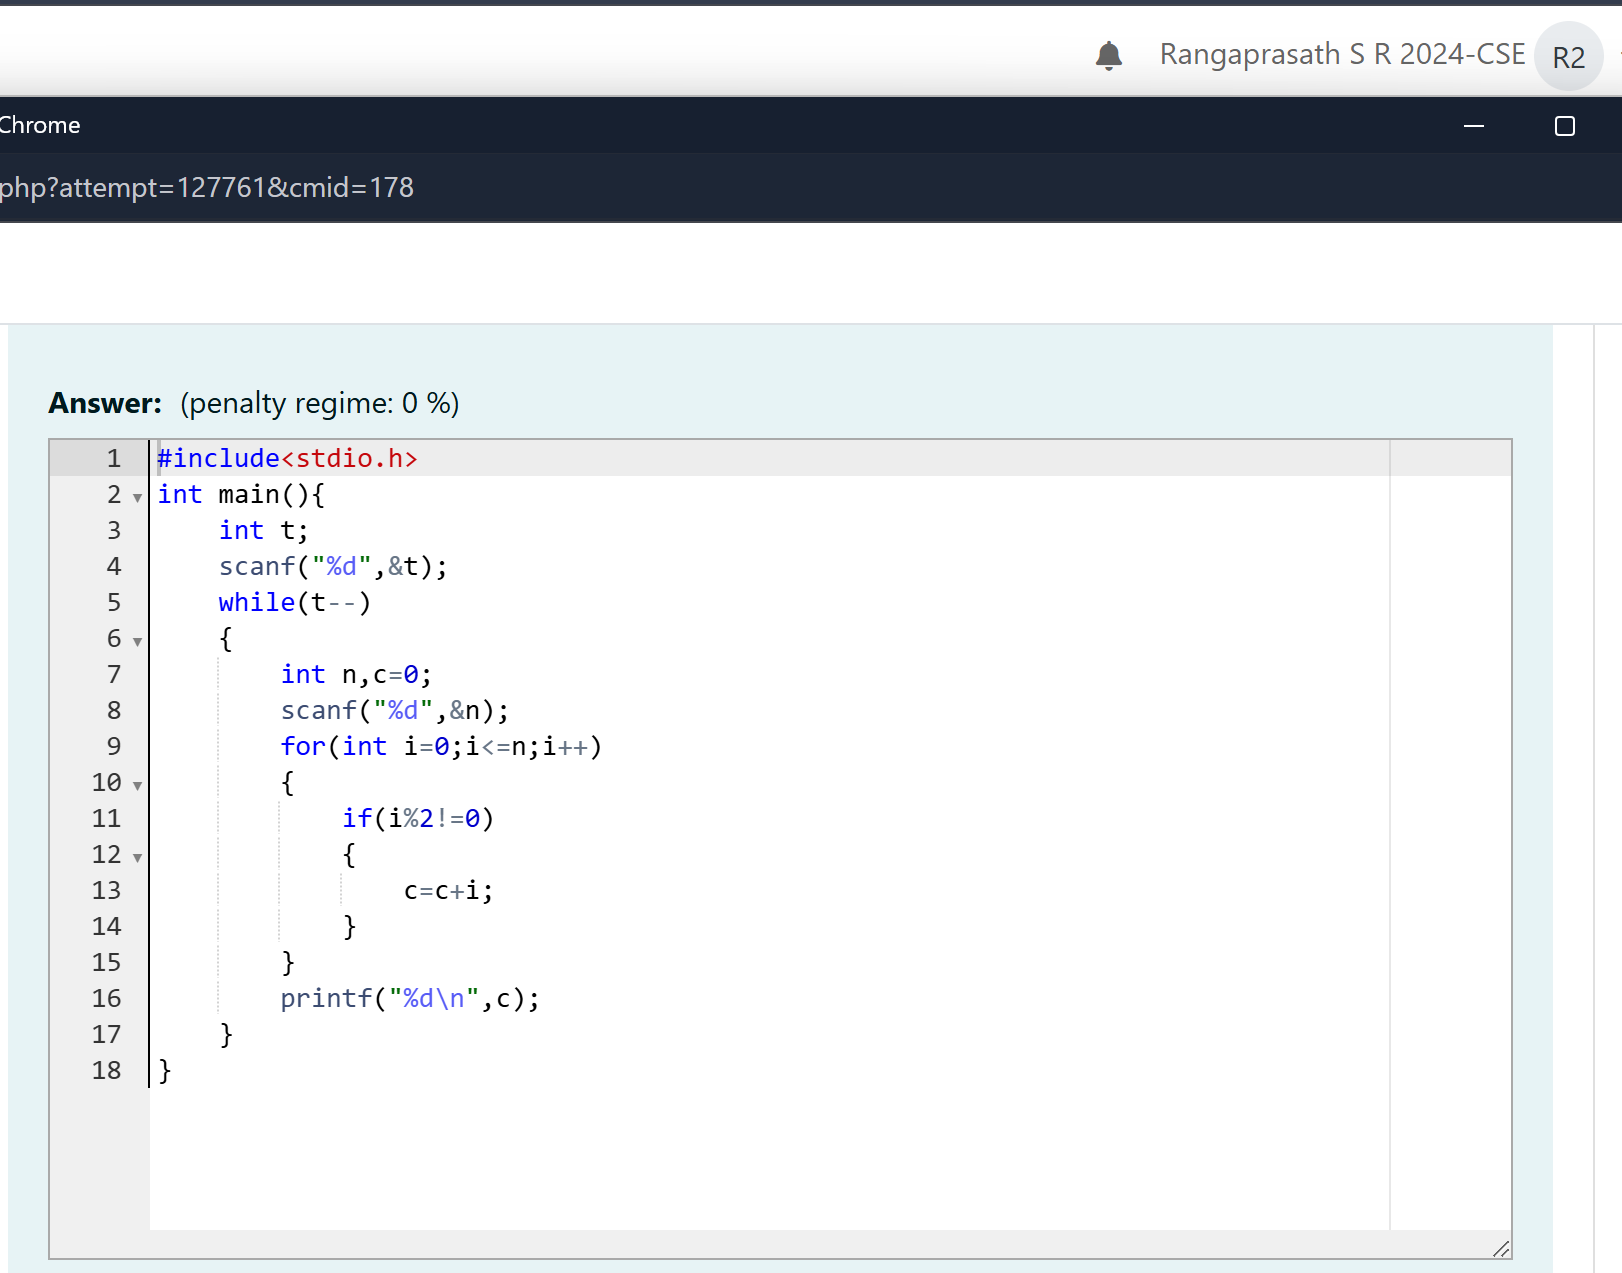 Rangaprasath S R 2024-CSE R2
Chrome
php?attempt=127761&cmid=178
Answer: (penalty regime: 0 %)
1 #include<stdio.h>
2 int main(){
3     int t;
4     scanf("%d",&t);
5     while(t--)
6     {
7         int n,c=0;
8         scanf("%d",&n);
9         for(int i=0;i<=n;i++)
10         {
11             if(i%2!=0)
12             {
13                 c=c+i;
14             }
15         }
16         printf("%d\n",c);
17     }
18 }